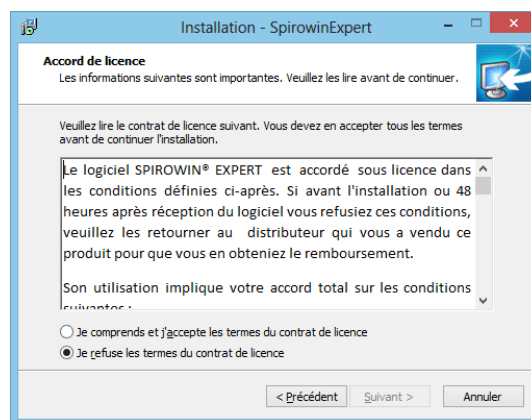 Installation - SpirowinExpert
Accord de licence
Les informations suivantes sont importantes. Veuillez les lire avant de continuer.
Veuillez lire le contrat de licence suivant. Vous devez en accepter tous les termes
avant de continuer l'installation.
Le logiciel SPIROWIN® EXPERT est accordé sous licence dans
les conditions définies ci-après. Si avant l'installation ou 48
heures après réception du logiciel vous refusiez ces conditions,
veuillez les retourner au distributeur qui vous a vendu ce
produit pour que vous en obteniez le remboursement.
Son utilisation implique votre accord total sur les conditions
suivantes :
Je comprends et j'accepte les termes du contrat de licence
Je refuse les termes du contrat de licence
< Précédent
Suivant >
Annuler